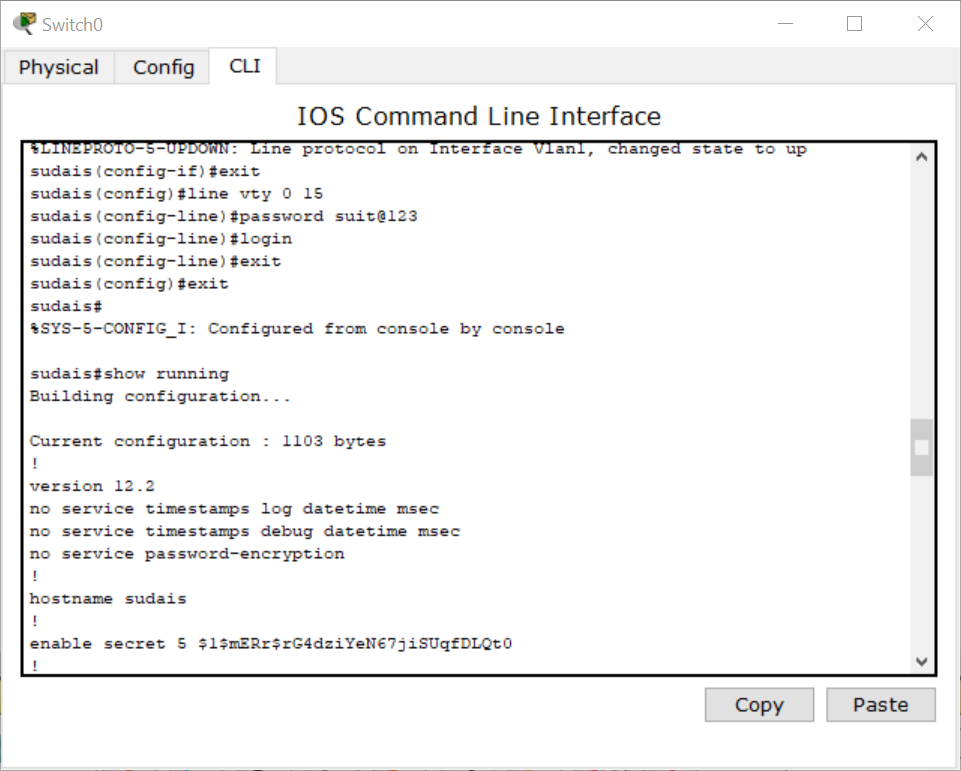 Switch0
Physical Config CLI
IOS Command Line Interface
%LINEPROTO-5-UPDOWN: Line protocol on Interface Vlan1, changed state to up
sudais(config-if)#exit
sudais(config)#line vty 0 15
sudais(config-line)#password suit@123
sudais(config-line)#login
sudais(config-line)#exit
sudais(config)#exit
sudais#
%SYS-5-CONFIG_I: Configured from console by console
sudais#show running
Building configuration...
Current configuration : 1103 bytes
!
version 12.2
no service timestamps log datetime msec
no service timestamps debug datetime msec
no service password-encryption
!
hostname sudais
!
enable secret 5 $1$mERr$rG4dziYeN67jiSUqfDLQt0
!
Copy Paste